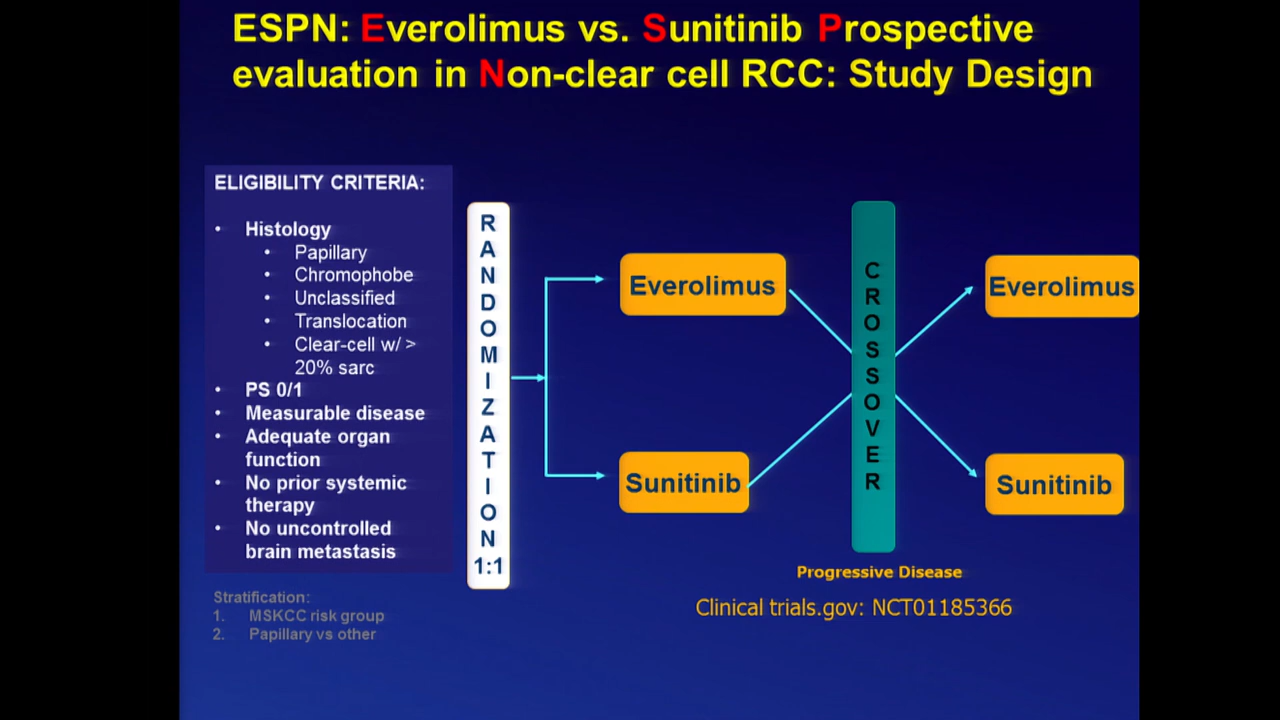 ESPN: Everolimus vs. Sunitinib Prospective
evaluation in Non-clear cell RCC: Study Design
ELIGIBILITY CRITERIA:
• Histology
• Papillary
• Chromophobe
• Unclassified
• Translocation
• Clear-cell w/ >
20% sarc
• PS 0/1
• Measurable disease
• Adequate organ
function
• No prior systemic
therapy
• No uncontrolled
brain metastasis
Stratification:
1. MSKCC risk group
2. Papillary vs other
RANDOMIZATION
1:1
Everolimus
Sunitinib
CROSSOVER
Everolimus
Sunitinib
Progressive Disease
Clinical trials.gov: NCT01185366